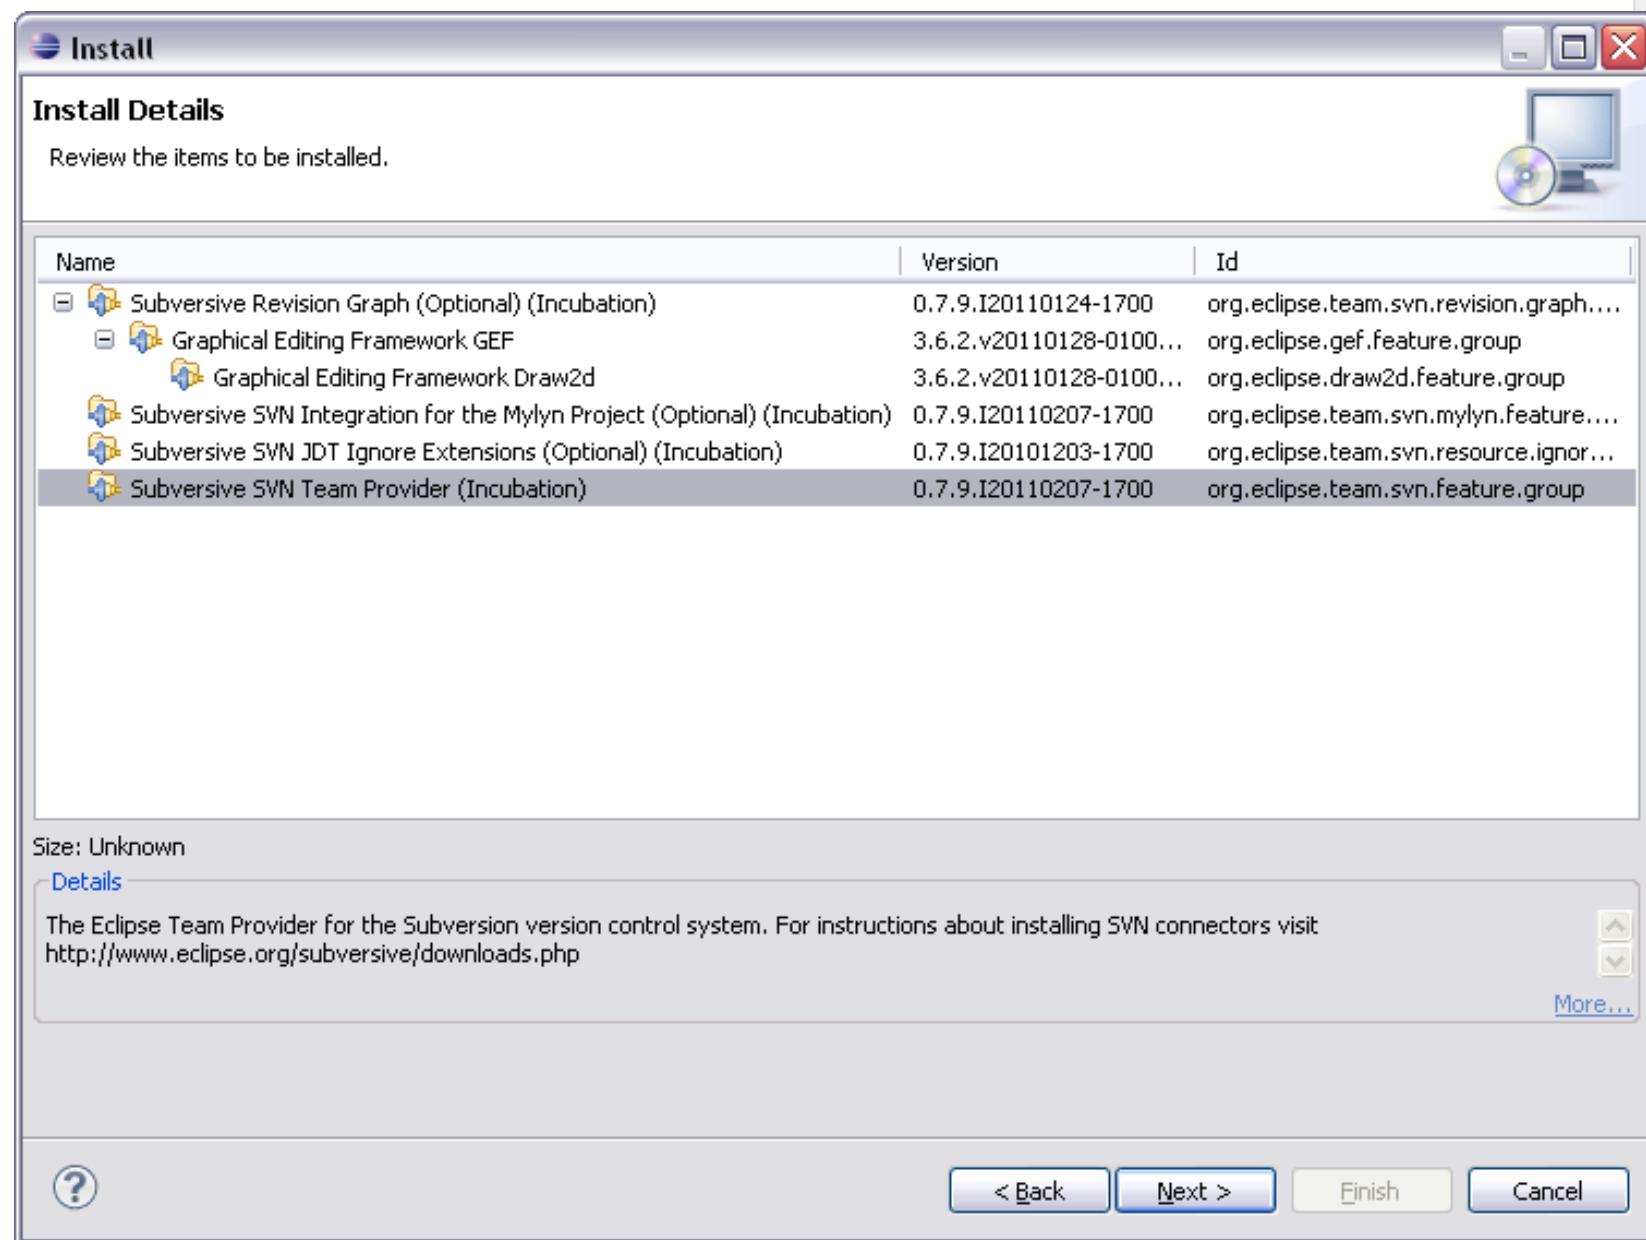 Install
Install Details
Review the items to be installed.
Name Version Id
Subversive Revision Graph (Optional) (Incubation) 0.7.9.I20110124-1700 org.eclipse.team.svn.revision.graph....
Graphical Editing Framework GEF 3.6.2.v20110128-0100... org.eclipse.gef.feature.group
Graphical Editing Framework Draw2d 3.6.2.v20110128-0100... org.eclipse.draw2d.feature.group
Subversive SVN Integration for the Mylyn Project (Optional) (Incubation) 0.7.9.I20110207-1700 org.eclipse.team.svn.mylyn.feature....
Subversive SVN JDT Ignore Extensions (Optional) (Incubation) 0.7.9.I20101203-1700 org.eclipse.team.svn.resource.ignor...
Subversive SVN Team Provider (Incubation) 0.7.9.I20110207-1700 org.eclipse.team.svn.feature.group
Size: Unknown
Details
The Eclipse Team Provider for the Subversion version control system. For instructions about installing SVN connectors visit
http://www.eclipse.org/subversive/downloads.php
More...
? < Back Next > Finish Cancel